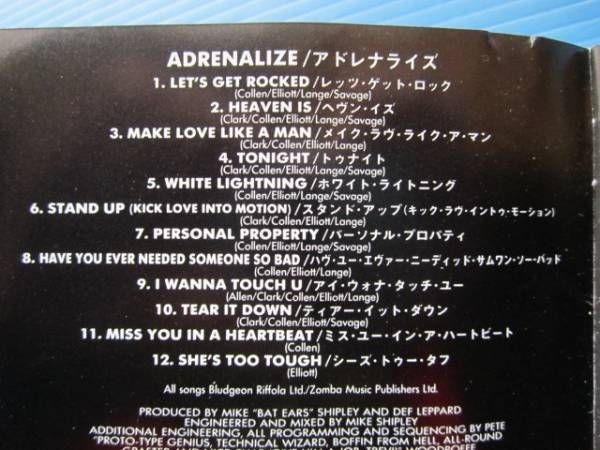 ADRENALIZE/アドレナライズ
1. LET'S GET ROCKED/レッツ・ゲット・ロック
(Collen/Elliott/Lange/Savage)
2. HEAVEN IS/ヘヴン・イズ
(Clark/Collen/Elliott/Lange/Savage)
3. MAKE LOVE LIKE A MAN/メイク・ラヴ・ライク・ア・マン
(Clark/Collen/Elliott/Lange)
4. TONIGHT/トゥナイト
(Clark/Collen/Elliott/Lange/Savage)
5. WHITE LIGHTNING/ホワイト・ライトニング
(Collen/Elliott/Lange/Savage)
6. STAND UP (KICK LOVE INTO MOTION)/スタンド・アップ(キック・ラヴ・イントゥ・モーション)
(Clark/Collen/Elliott/Lange)
7. PERSONAL PROPERTY/パーソナル・プロパティ
(Collen/Elliott/Lange/Savage)
8. HAVE YOU EVER NEEDED SOMEONE SO BAD/ハヴ・ユー・エヴァー・ニーディッド・サムワン・ソー・バッド
(Collen/Elliott/Lange)
9. I WANNA TOUCH U/アイ・ウォナ・タッチ・ユー
(Allen/Clark/Collen/Elliott/Lange)
10. TEAR IT DOWN/ティアー・イット・ダウン
(Clark/Collen/Elliott/Lange/Savage)
11. MISS YOU IN A HEARTBEAT/ミス・ユー・イン・ア・ハートビート
(Collen)
12. SHE'S TOO TOUGH/シーズ・トゥー・タフ
(Elliott)
All songs Bludgeon Riffola Ltd./Zomba Music Publishers Ltd.
PRODUCED BY MIKE "BAT EARS" SHIPLEY AND DEF LEPPARD
ENGINEERED AND MIXED BY MIKE SHIPLEY
ADDITIONAL ENGINEERING, ALL PROGRAMMING AND SEQUENCING BY PETE
"PROTO-TYPE GENIUS, TECHNICAL WIZARD, BOFFIN FROM HELL, ALL-ROUND